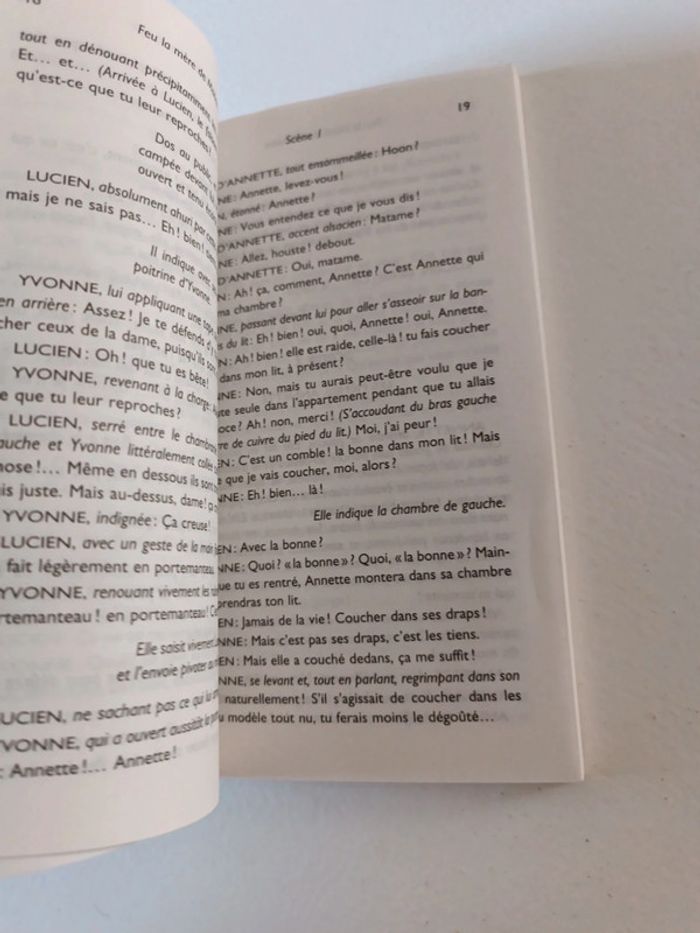 Feu la mère de
tout en dénouant précipitamment
Et… et… (Arrivée à Lucien, le
qu'est-ce que tu leur reproches?
Dos au public,
campée devant
ouvert et tenu
LUCIEN, absolument ahuri par
mais je ne sais pas… Eh! bien!
Il indique avec
poitrine d'Yvonne.
YVONNE, lui appliquant une
en arrière: Assez! Je te défends
cher ceux de la dame, puisqu'ils
LUCIEN: Oh! que tu es bête!
YVONNE, revenant à la charge:
e que tu leur reproches?
LUCIEN, serré entre le
auche et Yvonne littéralement collée
hose!… Même en dessous ils sont
is juste. Mais au-dessus, dame! ça
YVONNE, indignée: Ça creuse!
LUCIEN, avec un geste de la main
fait légèrement en portemanteau
YVONNE, renouant vivement les
ortemanteau! en portemanteau!
Elle saisit vivement
et l'envoie pivoter
LUCIEN, ne sachant pas ce qui lui
YVONNE, qui a ouvert aussitôt la
: Annette!… Annette!
Scène 1
19
D'ANNETTE, tout ensommeillée: Hoon?
NE: Annette, levez-vous!
N, étonné: Annette?
NE: Vous entendez ce que je vous dis!
D'ANNETTE, accent alsacien: Matame?
NE: Allez, houste! debout.
D'ANNETTE: Oui, matame.
N: Ah! ça, comment, Annette? C'est Annette qui
ma chambre?
NE, passant devant lui pour aller s'asseoir sur la ban-
du lit: Eh! bien! oui, quoi, Annette! oui, Annette.
N: Ah! bien! elle est raide, celle-là! tu fais coucher
dans mon lit, à présent?
NE: Non, mais tu aurais peut-être voulu que je
te seule dans l'appartement pendant que tu allais
oce? Ah! non, merci! (S'accoudant du bras gauche
re de cuivre du pied du lit.) Moi, j'ai peur!
EN: C'est un comble! la bonne dans mon lit! Mais
e que je vais coucher, moi, alors?
NNE: Eh! bien… là!
Elle indique la chambre de gauche.
EN: Avec la bonne?
NNE: Quoi? «la bonne»? Quoi, «la bonne»? Main-
que tu es rentré, Annette montera dans sa chambre
prendras ton lit.
EN: Jamais de la vie! Coucher dans ses draps!
NNE: Mais c'est pas ses draps, c'est les tiens.
EN: Mais elle a couché dedans, ça me suffit!
NNE, se levant et, tout en parlant, regrimpant dans son
naturellement! S'il s'agissait de coucher dans les
u modèle tout nu, tu ferais moins le dégoûté…